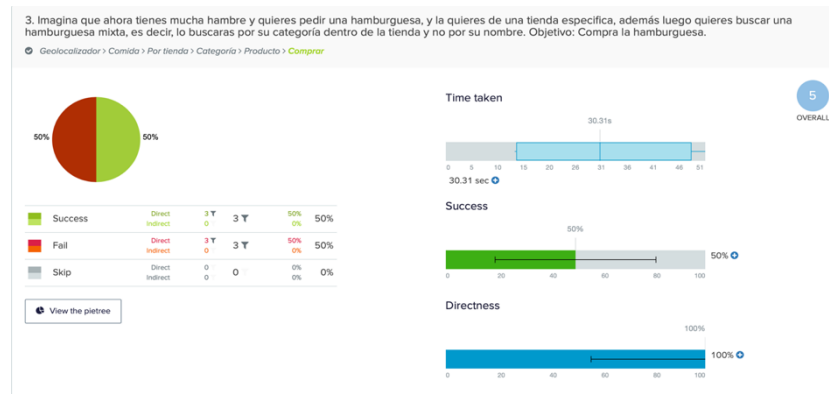 3. Imagina que ahora tienes mucha hambre y quieres pedir una hamburguesa, y la quieres de una tienda especifica, además luego quieres buscar una
hamburguesa mixta, es decir, lo buscaras por su categoría dentro de la tienda y no por su nombre. Objetivo: Compra la hamburguesa.
Geolocalizador > Comida > Por tienda > Categoría > Producto > Comprar
50% 50%
Success Direct 3 3 50% 50%
Indirect 0 0%
Fail Direct 3 3 50% 50%
Indirect 0 0%
Skip Direct 0 0 0% 0%
Indirect 0 0%
View the pietree
Time taken
30.31s
0 5 10 15 20 26 31 36 41 46 51
30.31 sec
Success
50%
50%
0 20 40 60 80 100
Directness
100%
100%
0 20 40 60 80 100
5
OVERALL